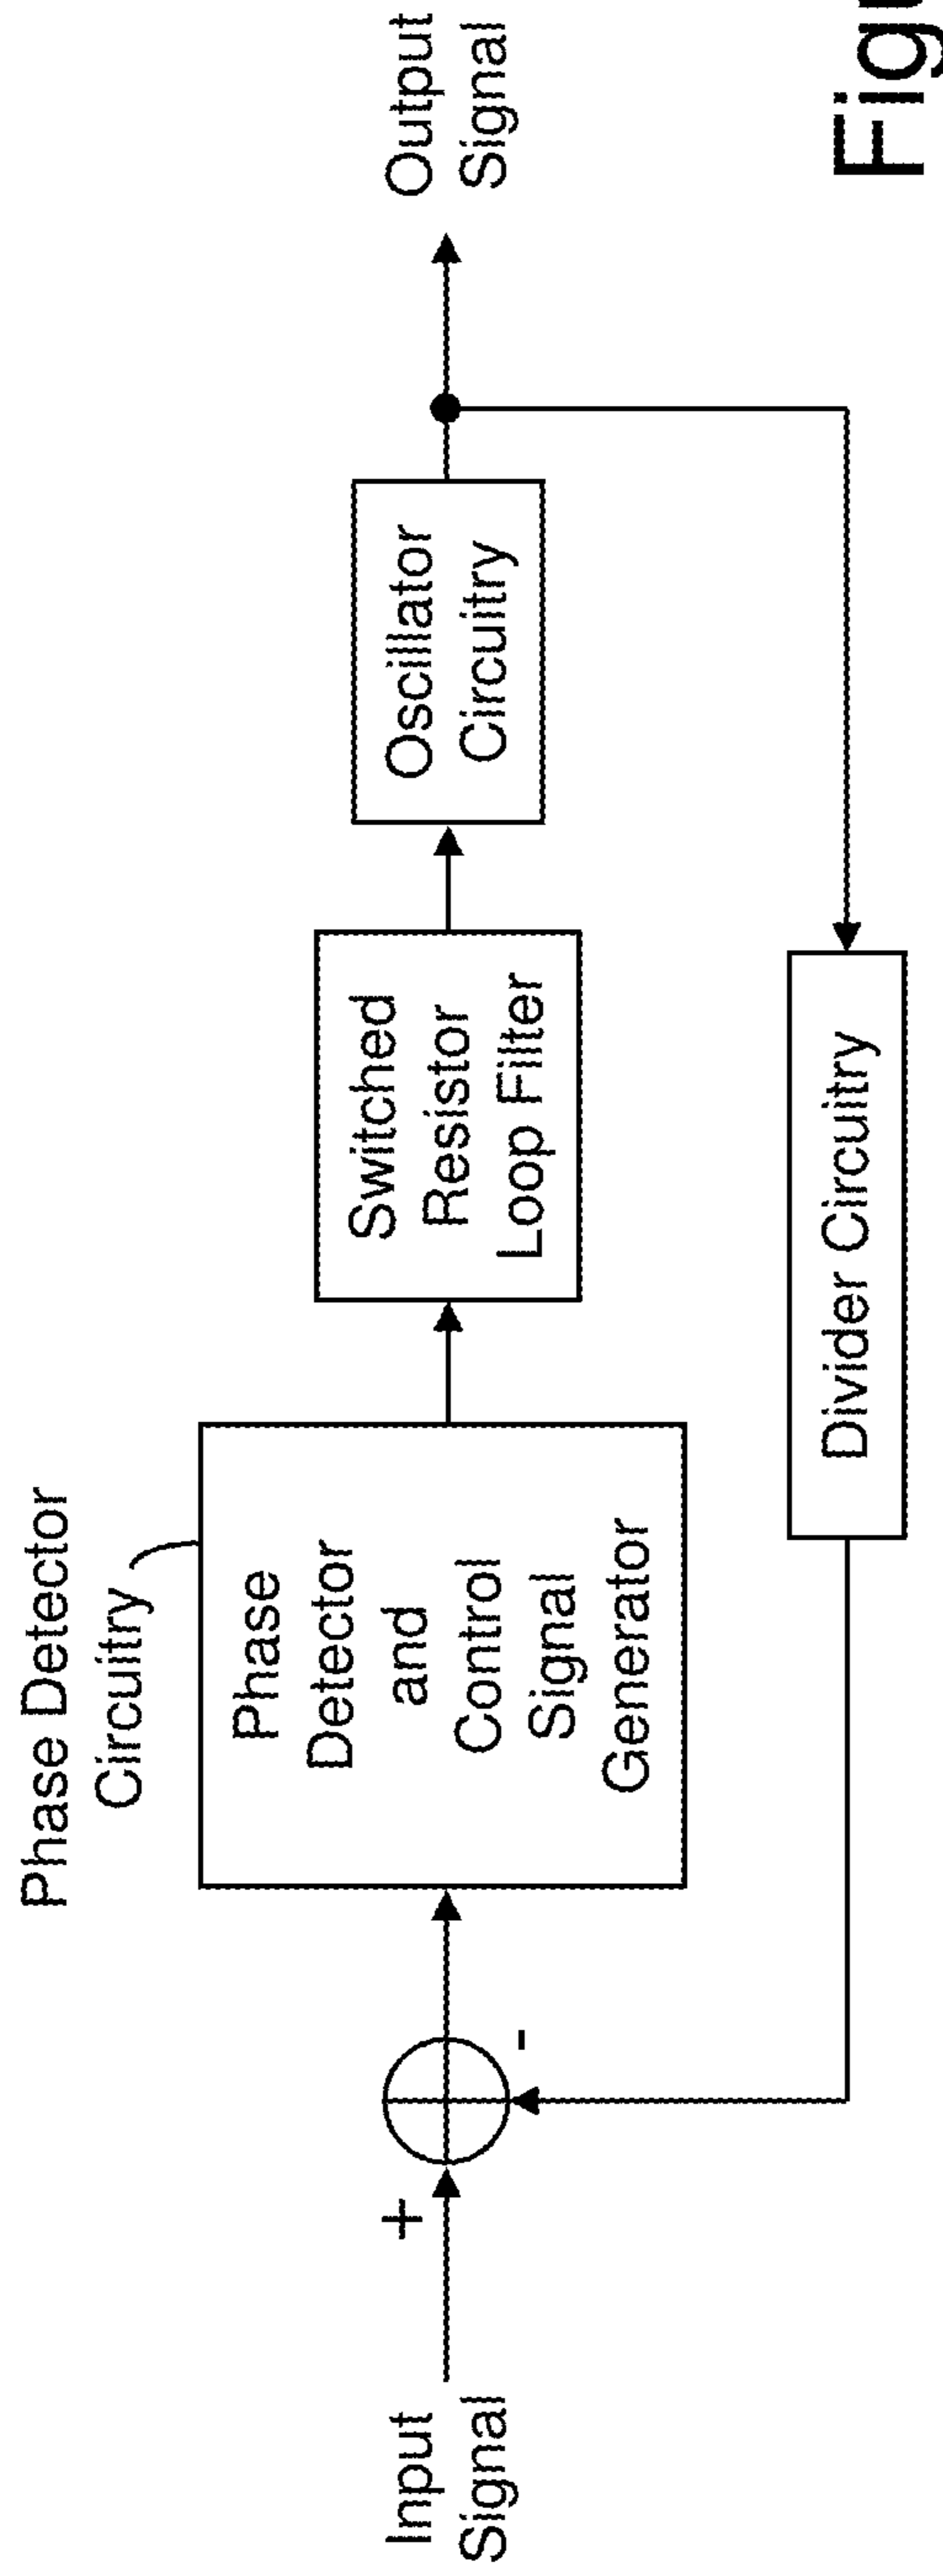 Phase Detector
Circuitry
Input
Signal
+
-
Phase
Detector
and
Control
Signal
Generator
Switched
Resistor
Loop Filter
Oscillator
Circuitry
Output
Signal
Divider Circuitry